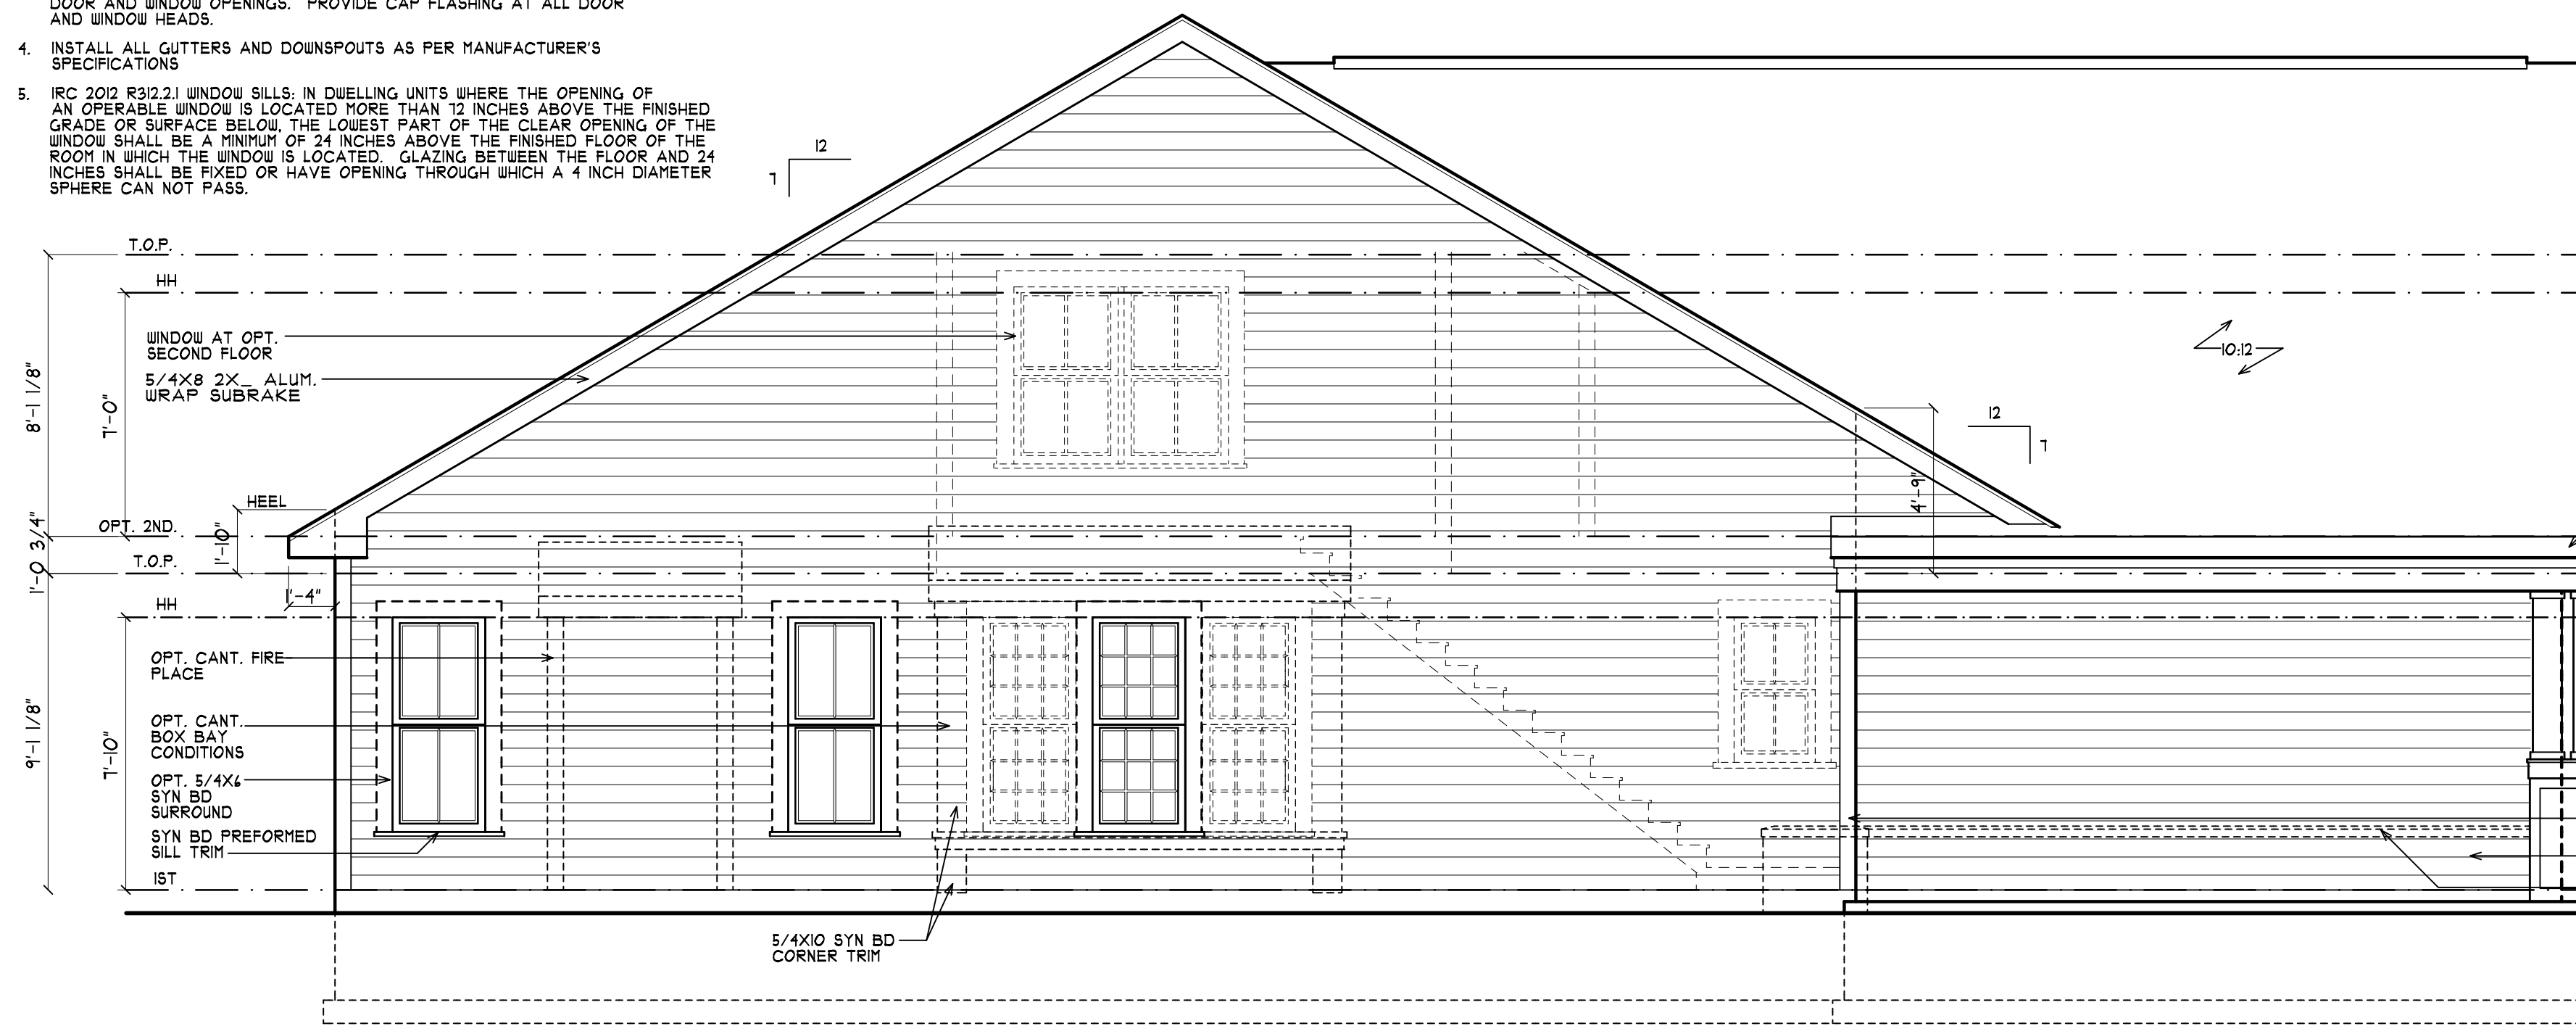 DOOR AND WINDOW OPENINGS. PROVIDE CAP FLASHING AT ALL DOOR
AND WINDOW HEADS.
4. INSTALL ALL GUTTERS AND DOWNSPOUTS AS PER MANUFACTURER'S
SPECIFICATIONS
5. IRC 2012 R312.2.1 WINDOW SILLS: IN DWELLING UNITS WHERE THE OPENING OF
AN OPERABLE WINDOW IS LOCATED MORE THAN 72 INCHES ABOVE THE FINISHED
GRADE OR SURFACE BELOW, THE LOWEST PART OF THE CLEAR OPENING OF THE
WINDOW SHALL BE A MINIMUM OF 24 INCHES ABOVE THE FINISHED FLOOR OF THE
ROOM IN WHICH THE WINDOW IS LOCATED. GLAZING BETWEEN THE FLOOR AND 24
INCHES SHALL BE FIXED OR HAVE OPENING THROUGH WHICH A 4 INCH DIAMETER
SPHERE CAN NOT PASS.
12
7
T.O.P.
HH
WINDOW AT OPT.
SECOND FLOOR
5/4X8 2X_ ALUM.
WRAP SUBRAKE
8'-1 1/8"
7'-0"
10:12
12
7
4'-9"
HEEL
OPT. 2ND.
1'-0 3/4"
1'-10"
T.O.P.
1'-4"
HH
OPT. CANT. FIRE
PLACE
9'-1 1/8"
7'-10"
OPT. CANT.
BOX BAY
CONDITIONS
OPT. 5/4X6
SYN BD
SURROUND
SYN BD PREFORMED
SILL TRIM
1ST
5/4X10 SYN BD
CORNER TRIM